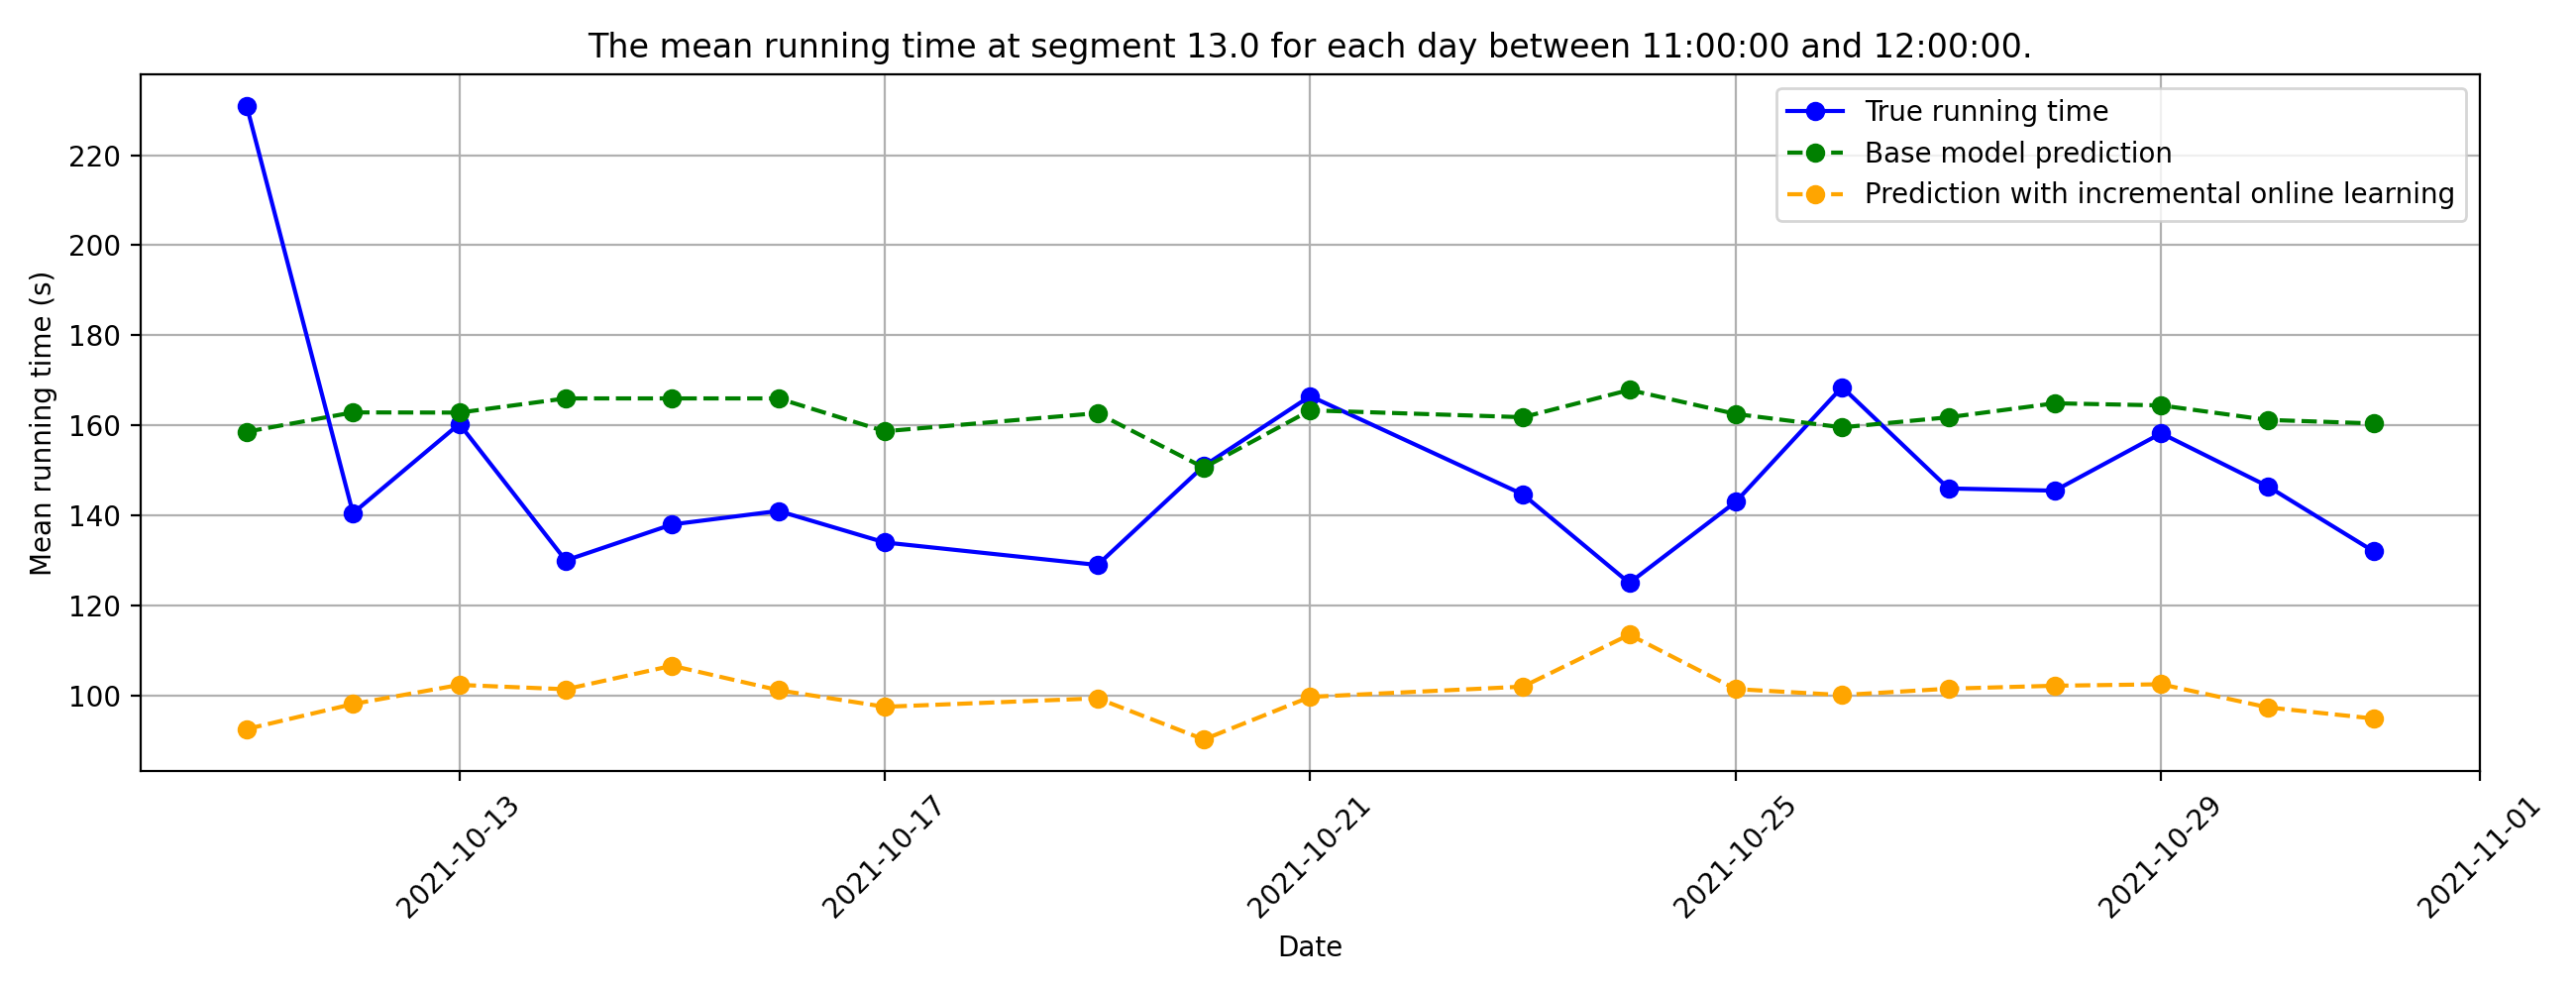 The mean running time at segment 13.0 for each day between 11:00:00 and 12:00:00.
True running time
Base model prediction
Prediction with incremental online learning
Mean running time (s)
220
200
180
160
140
120
100
2021-10-13
2021-10-17
2021-10-21
2021-10-25
2021-10-29
2021-11-01
Date